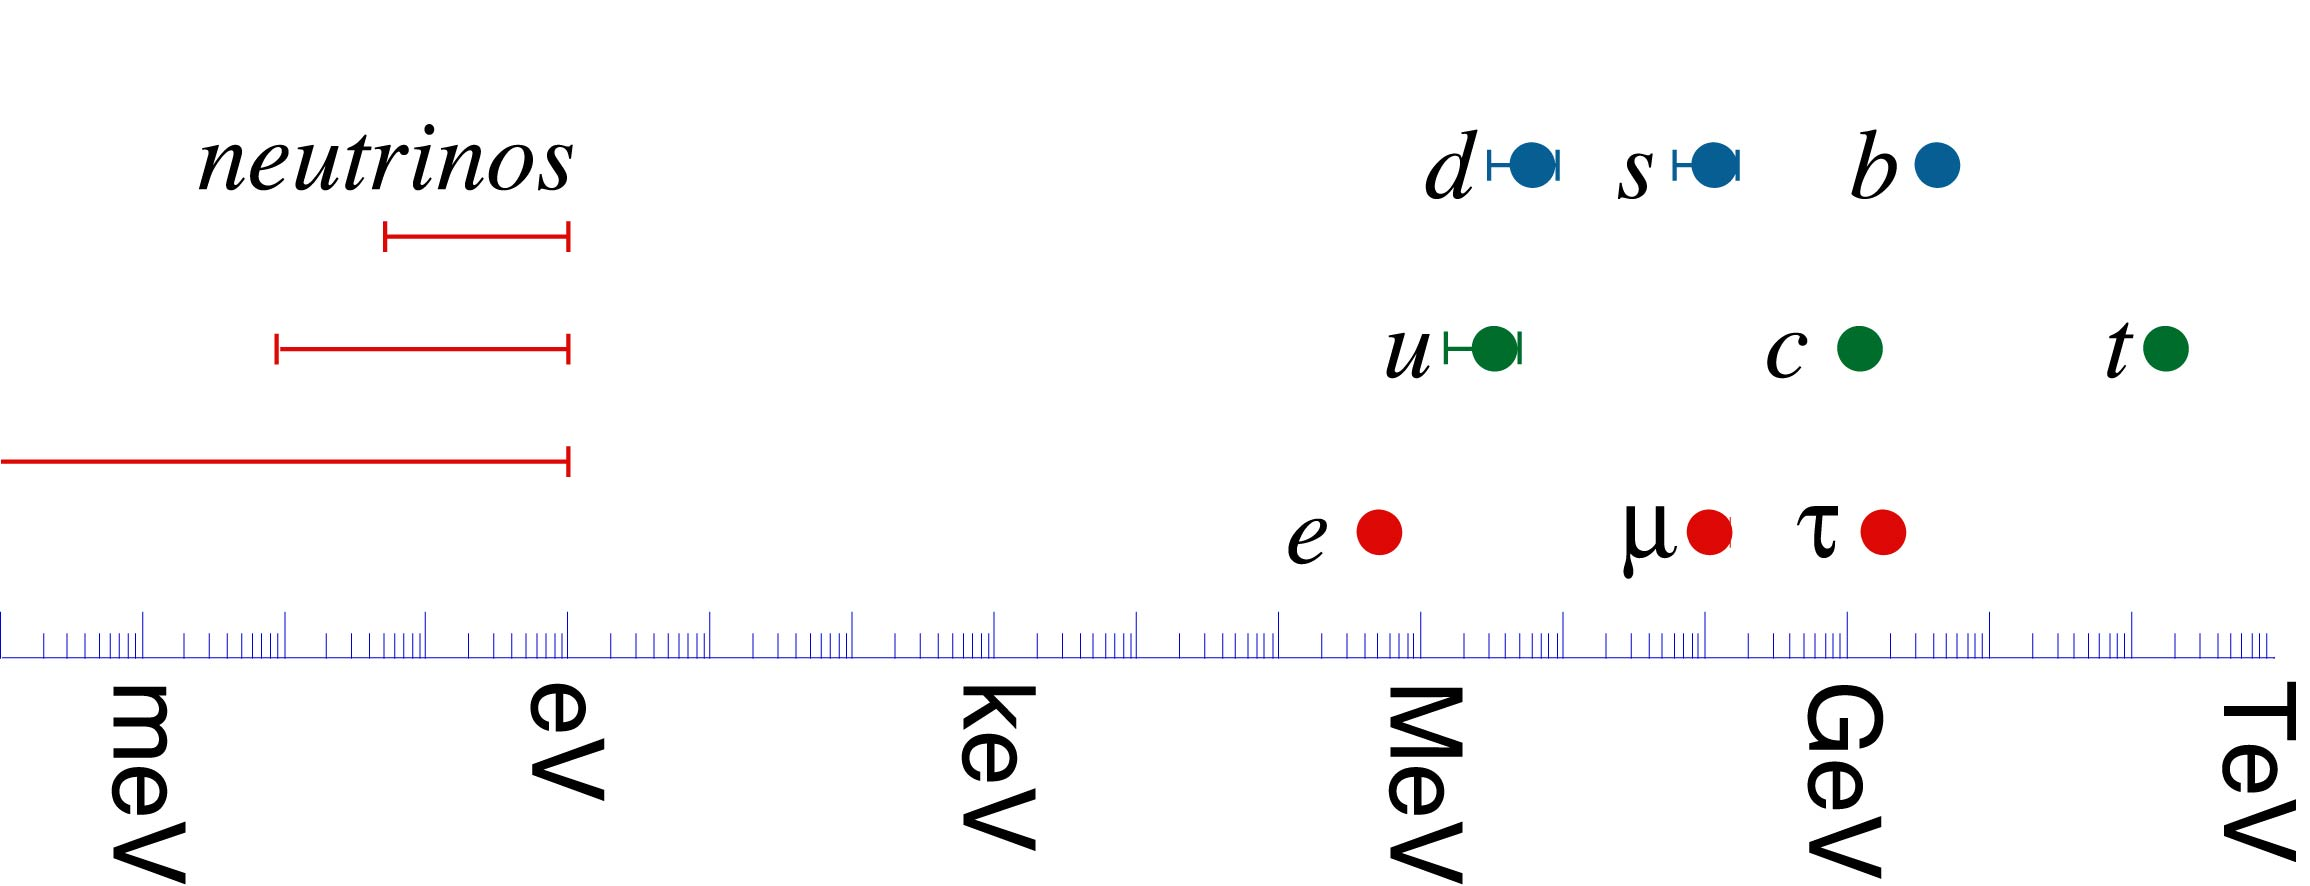 neutrinos
d s b
u c t
e μ τ
meV eV keV MeV GeV TeV